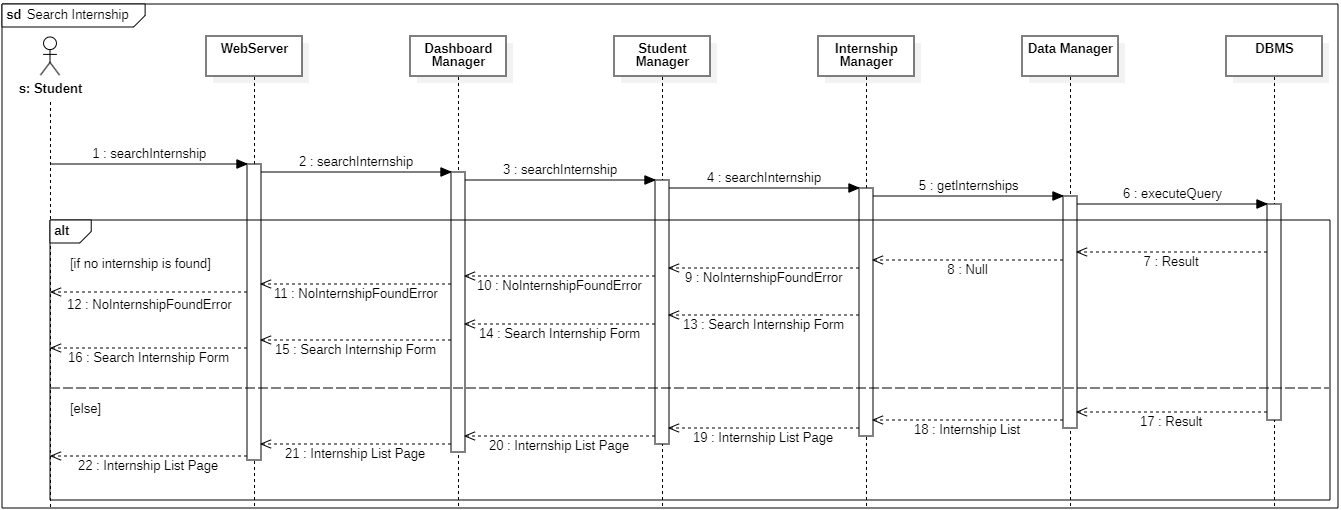 sd Search Internship
s: Student
WebServer
Dashboard
Manager
Student
Manager
Internship
Manager
Data Manager
DBMS
1 : searchInternship
2 : searchInternship
3 : searchInternship
4 : searchInternship
5 : getInternships
6 : executeQuery
alt
[if no internship is found]
7 : Result
8 : Null
9 : NoInternshipFoundError
10 : NoInternshipFoundError
11 : NoInternshipFoundError
12 : NoInternshipFoundError
13 : Search Internship Form
14 : Search Internship Form
15 : Search Internship Form
16 : Search Internship Form
[else]
17 : Result
18 : Internship List
19 : Internship List Page
20 : Internship List Page
21 : Internship List Page
22 : Internship List Page